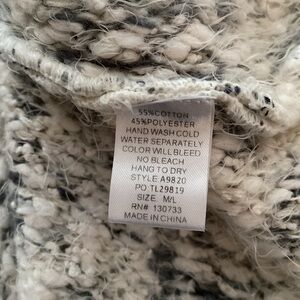 55%COTTON
45%POLYESTER
HAND WASH COLD
WATER SEPARATELY
COLOR WILL BLEED
NO BLEACH
HANG TO DRY
STYLE A9820
PO. TL29819
SIZE. M/L
RN# 130733
MADE IN CHINA